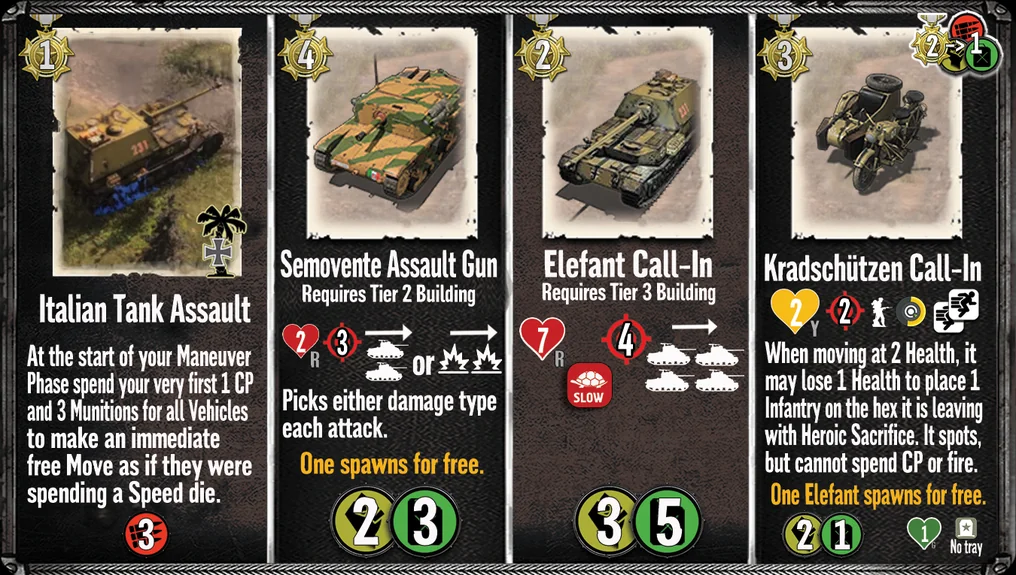 1
Italian Tank Assault
At the start of your Maneuver
Phase spend your very first 1 CP
and 3 Munitions for all Vehicles
to make an immediate
free Move as if they were
spending a Speed die.
3
4
Semovente Assault Gun
Requires Tier 2 Building
2 R 3 or
Picks either damage type
each attack.
One spawns for free.
2 3
2
231
Elefant Call-In
Requires Tier 3 Building
7 R 4
SLOW
3 5
3
2->1
Kradschützen Call-In
2 Y 2
When moving at 2 Health, it
may lose 1 Health to place 1
Infantry on the hex it is leaving
with Heroic Sacrifice. It spots,
but cannot spend CP or fire.
One Elefant spawns for free.
2 1 1 G No tray